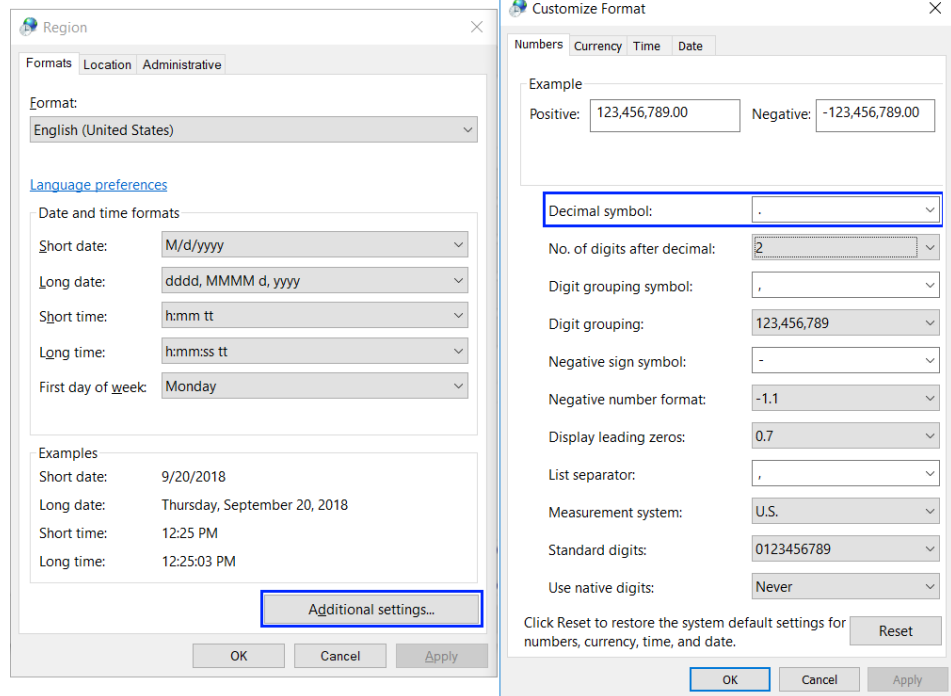 Region
Formats Location Administrative
Format:
English (United States)
Language preferences
Date and time formats
Short date: M/d/yyyy
Long date: dddd, MMMM d, yyyy
Short time: h:mm tt
Long time: h:mm:ss tt
First day of week: Monday
Examples
Short date: 9/20/2018
Long date: Thursday, September 20, 2018
Short time: 12:25 PM
Long time: 12:25:03 PM
Additional settings...
OK Cancel Apply
Customize Format
Numbers Currency Time Date
Example
Positive: 123,456,789.00 Negative: -123,456,789.00
Decimal symbol: .
No. of digits after decimal: 2
Digit grouping symbol: ,
Digit grouping: 123,456,789
Negative sign symbol: -
Negative number format: -1.1
Display leading zeros: 0.7
List separator: ,
Measurement system: U.S.
Standard digits: 0123456789
Use native digits: Never
Click Reset to restore the system default settings for
numbers, currency, time, and date.
Reset
OK Cancel Apply